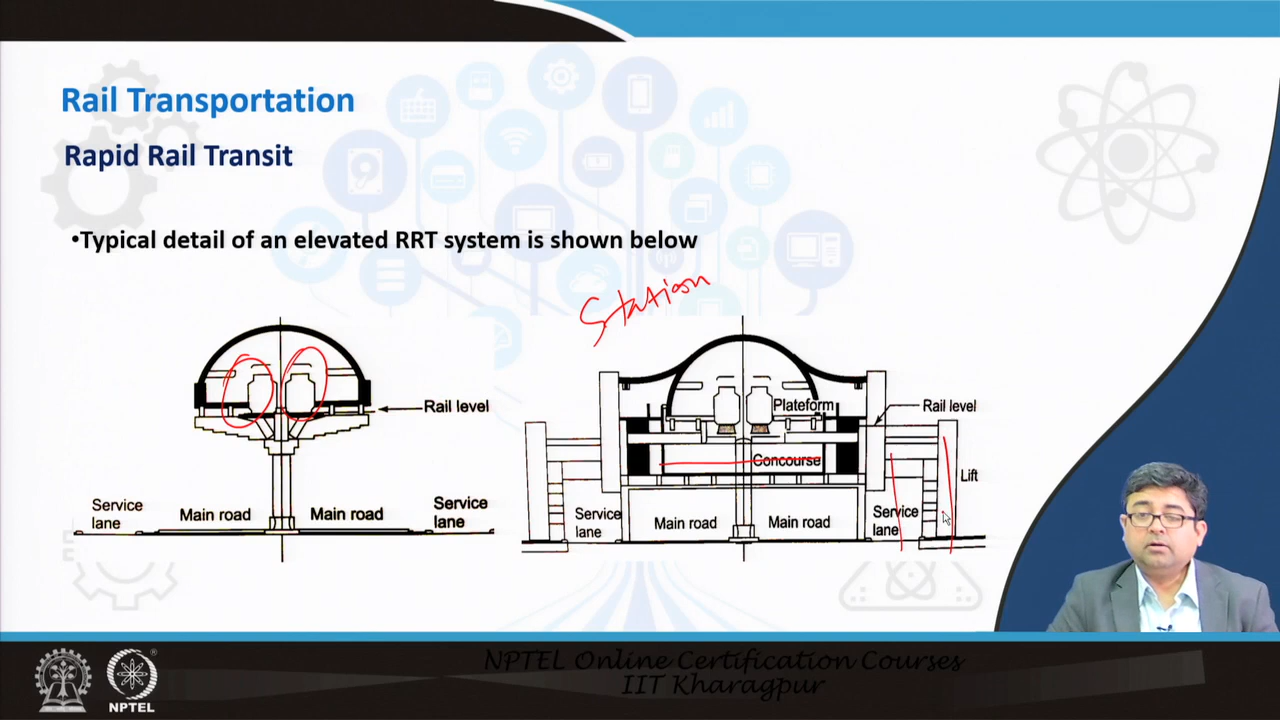 Rail Transportation
Rapid Rail Transit
•Typical detail of an elevated RRT system is shown below
Station
Rail level
Service
lane
Main road
Main road
Service
lane
Plateform
Rail level
Concourse
Lift
Service
lane
Main road
Main road
Service
lane
NPTEL Online Certification Courses
IIT Kharagpur
NPTEL